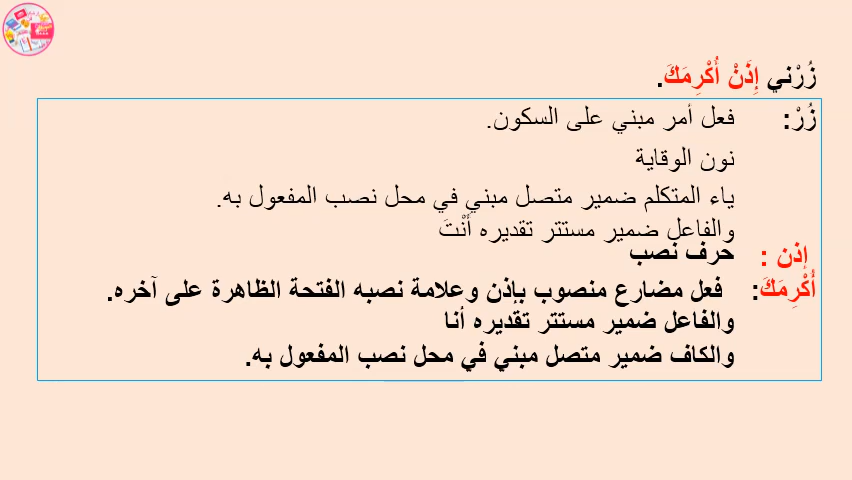 زُرْني إِذَنْ أُكْرِمَكَ.
زُرْ: فعل أمر مبني على السكون.
نون الوقاية
ياء المتكلم ضمير متصل مبني في محل نصب المفعول به.
والفاعل ضمير مستتر تقديره أَنْتَ
إذن : حرف نصب
أُكْرِمَكَ: فعل مضارع منصوب بإذن وعلامة نصبه الفتحة الظاهرة على آخره.
والفاعل ضمير مستتر تقديره أنا
والكاف ضمير متصل مبني في محل نصب المفعول به.